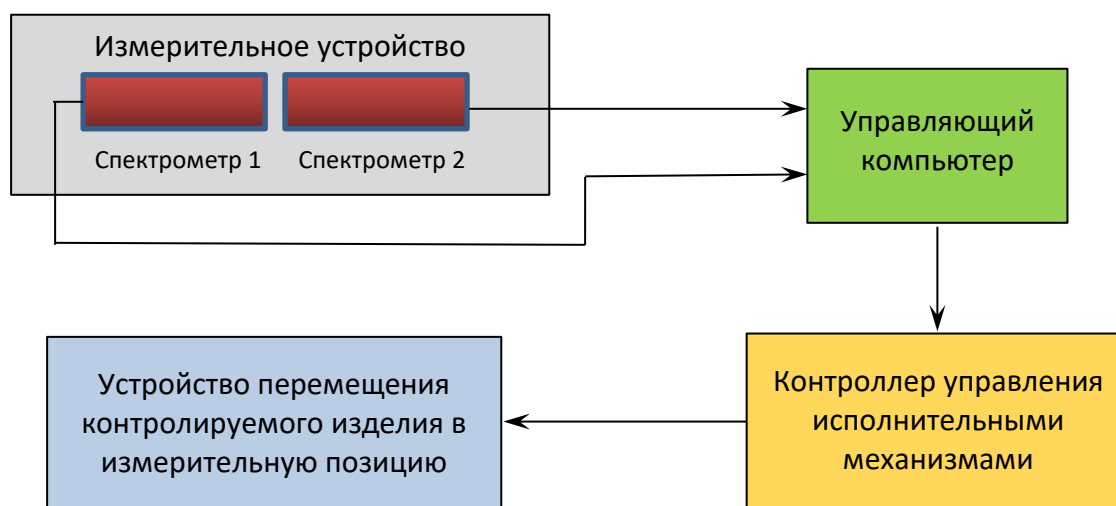 Измерительное устройство
Спектрометр 1
Спектрометр 2
Управляющий
компьютер
Устройство перемещения
контролируемого изделия в
измерительную позицию
Контроллер управления
исполнительными
механизмами